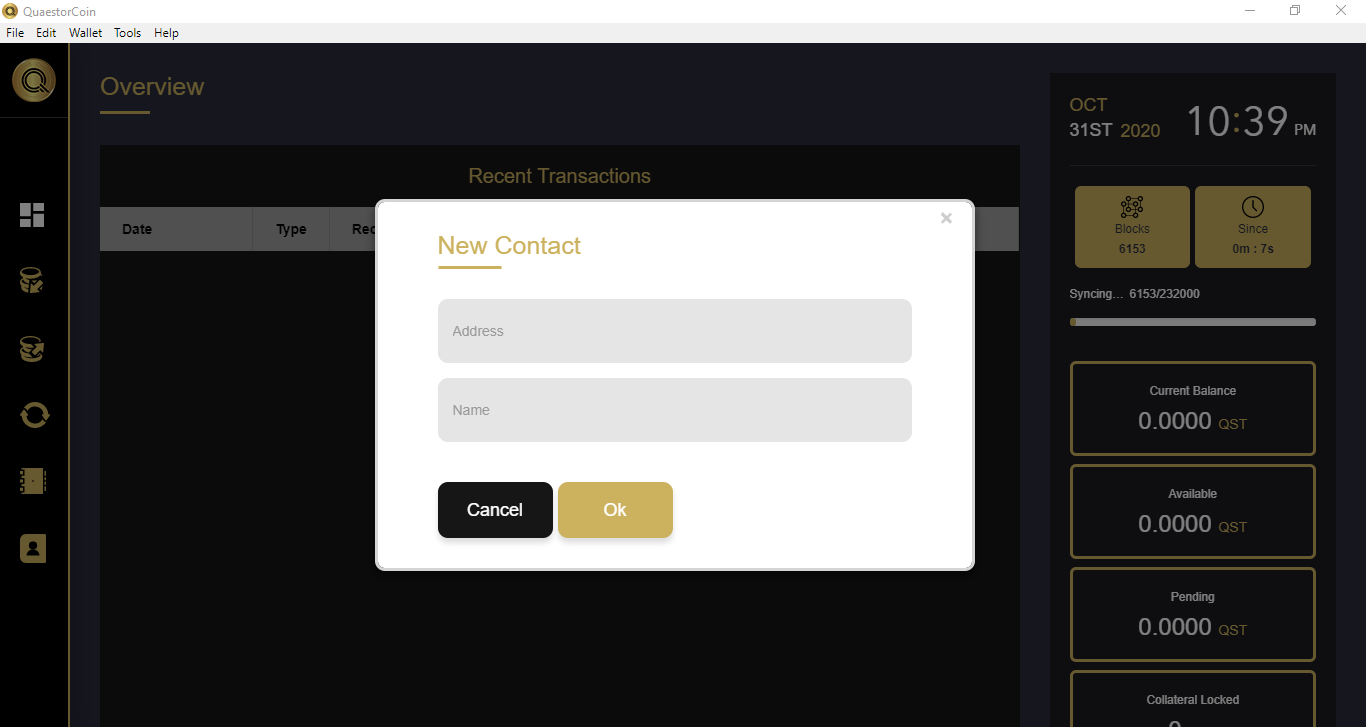 QuaestorCoin
File Edit Wallet Tools Help
Overview
Recent Transactions
Date Type Rec
New Contact
Address
Name
Cancel Ok
OCT
31ST 2020
10:39 PM
Blocks
6153
Since
0m : 7s
Syncing... 6153/232000
Current Balance
0.0000 QST
Available
0.0000 QST
Pending
0.0000 QST
Collateral Locked